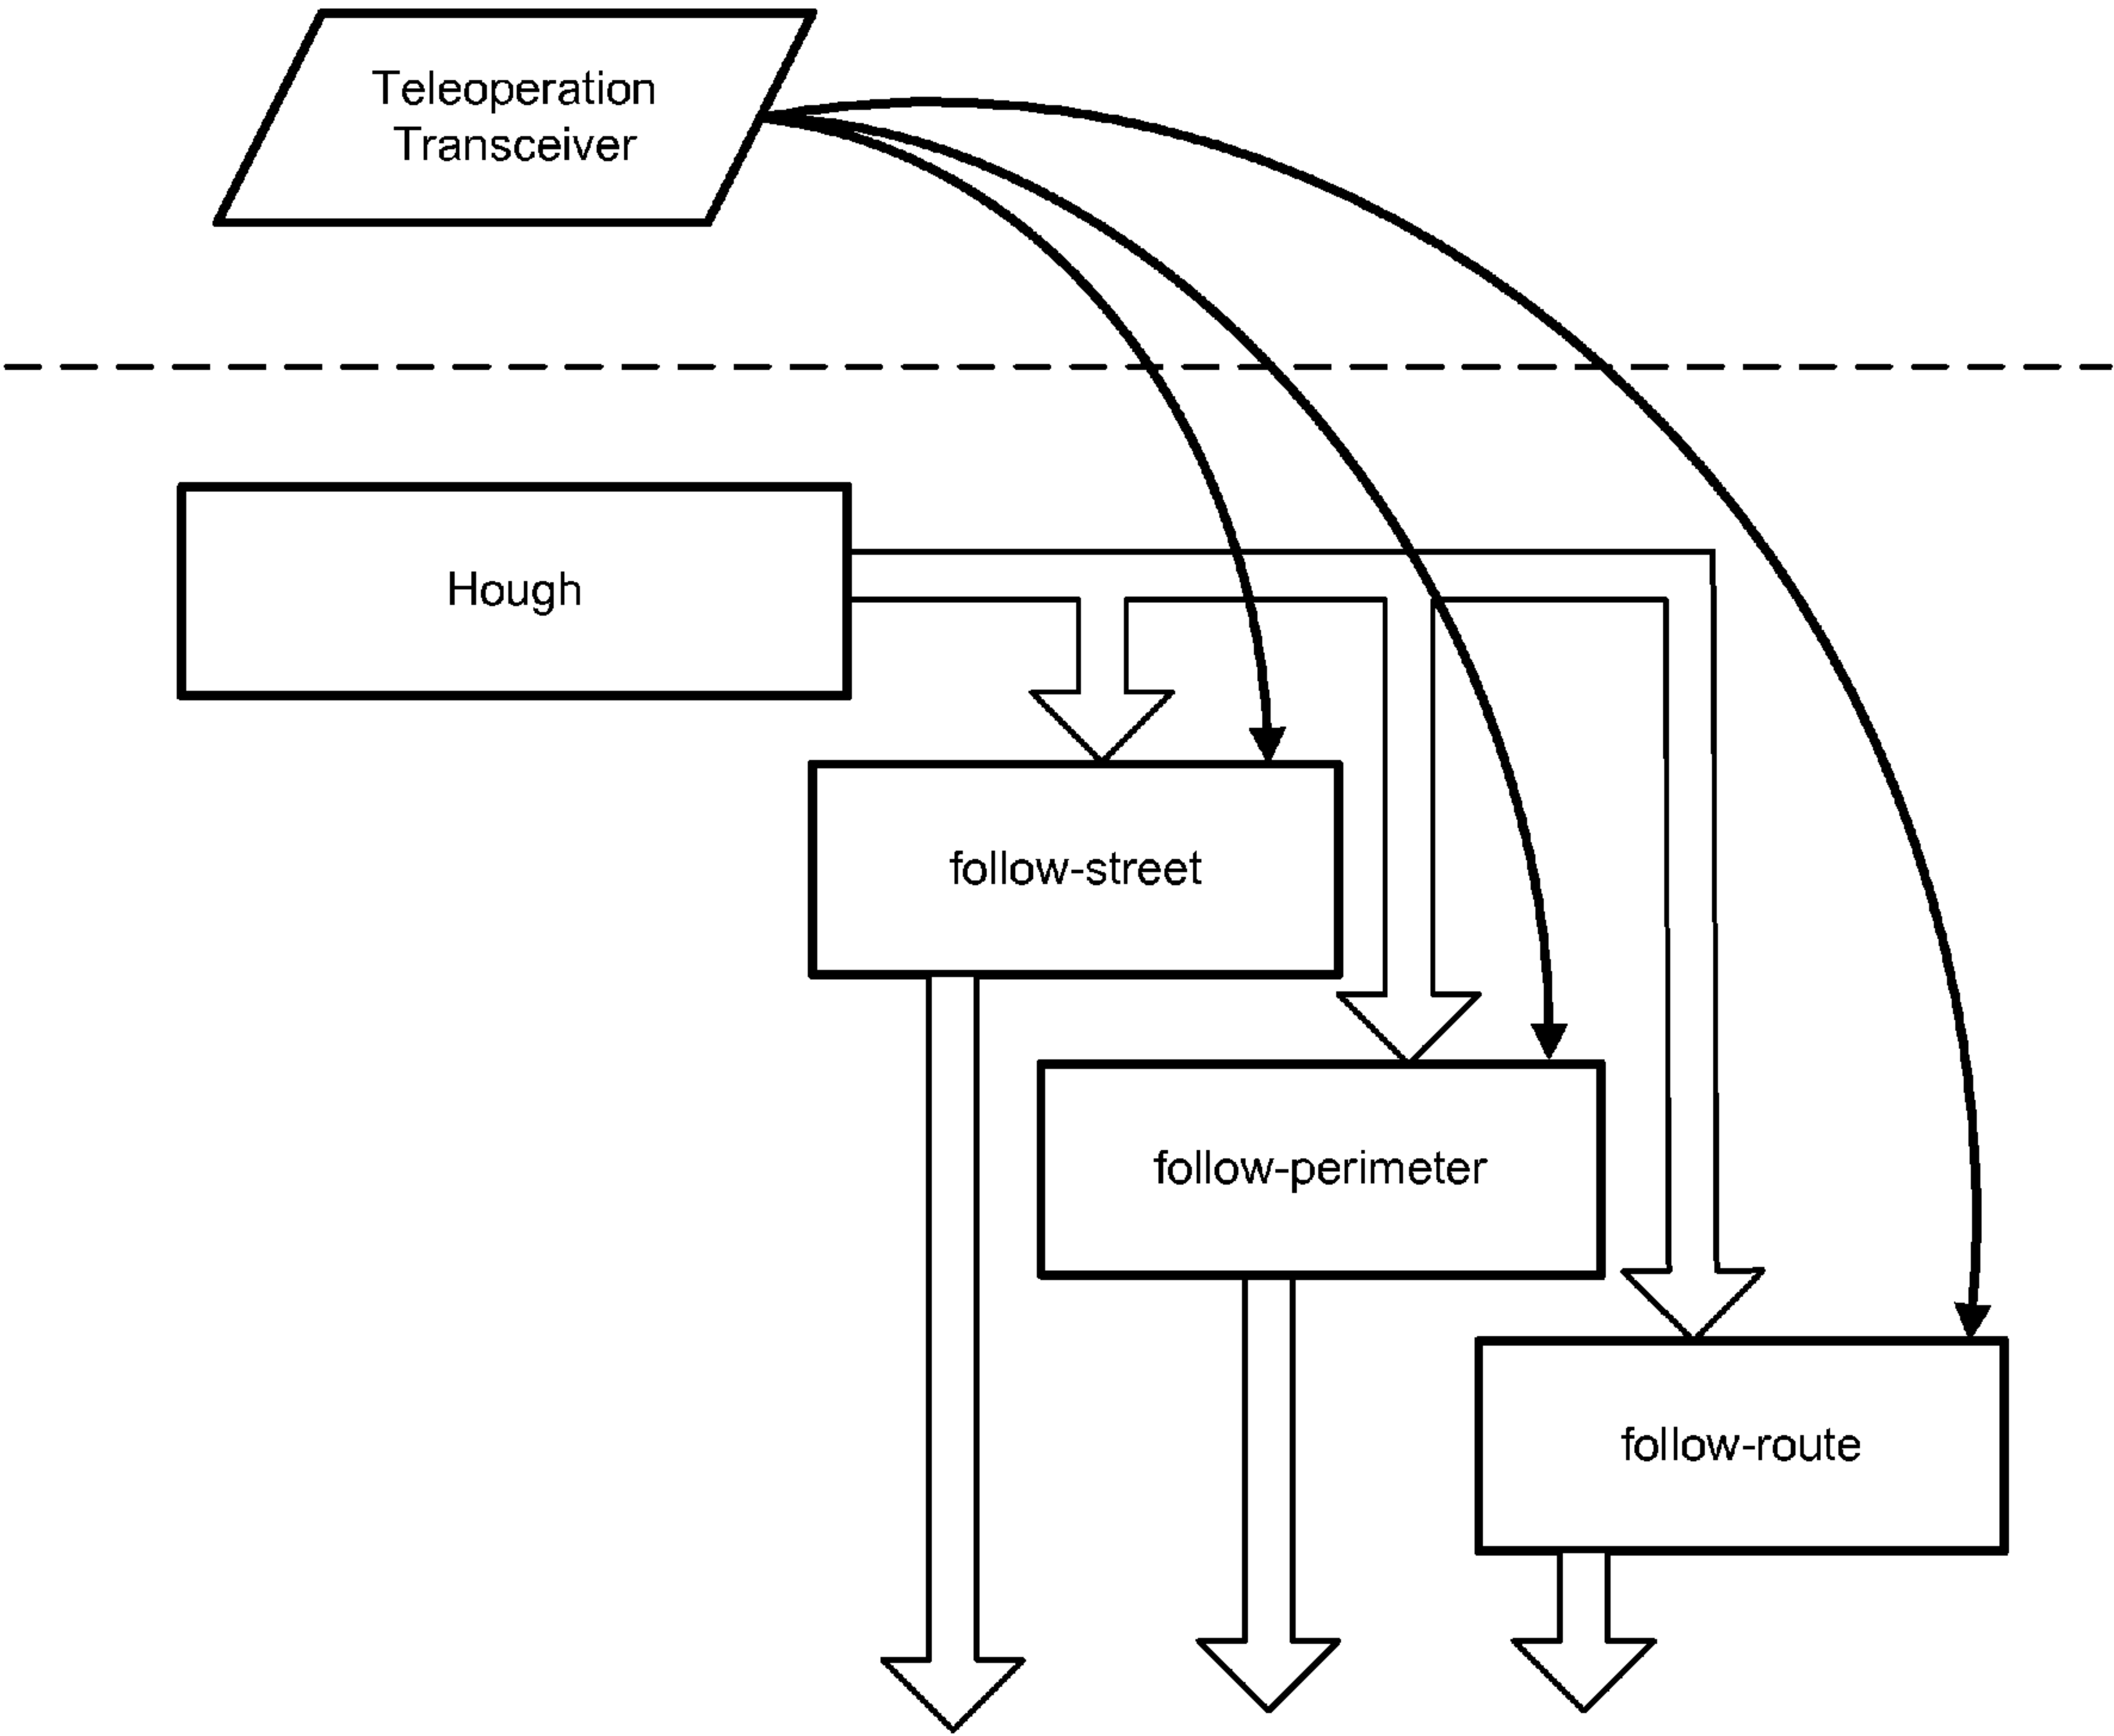 Teleoperation
Transceiver
Hough
follow-street
follow-perimeter
follow-route